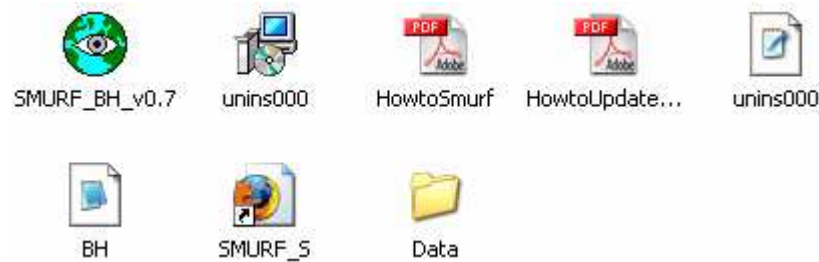 PDF
Adobe
PDF
Adobe
SMURF_BH_v0.7
unins000
HowtoSmurf
HowtoUpdate...
unins000
BH
SMURF_S
Data